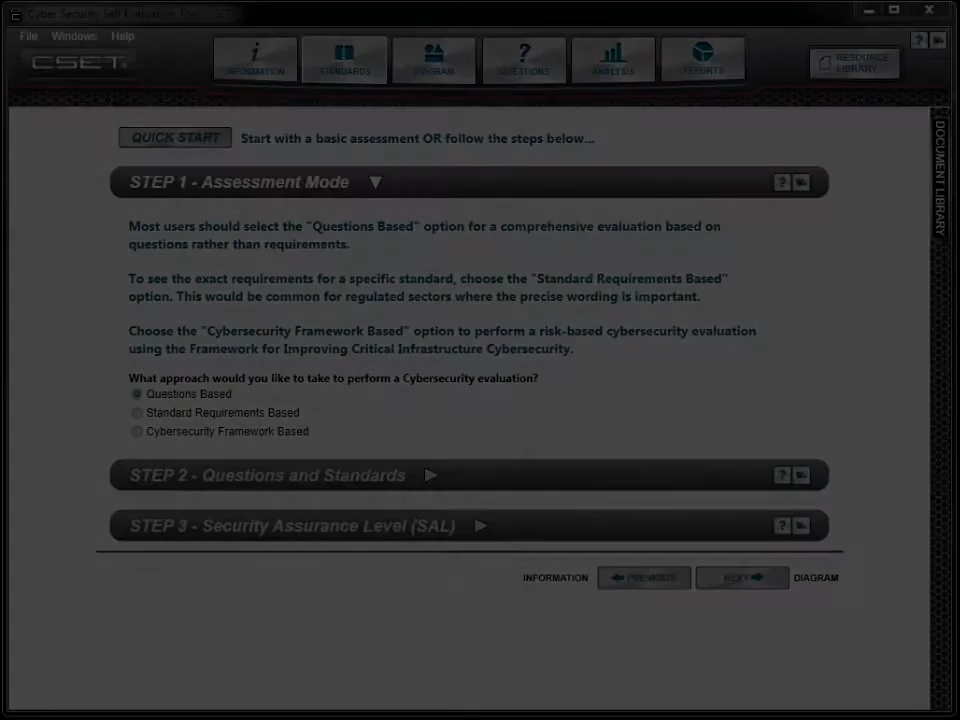 Cyber Security Self Evaluation Tool - CSET
File Windows Help
CSET
INFORMATION
STANDARDS
DIAGRAM
QUESTIONS
ANALYSIS
REPORTS
RESOURCE
LIBRARY
DOCUMENT LIBRARY
QUICK START Start with a basic assessment OR follow the steps below...
STEP 1 - Assessment Mode
Most users should select the "Questions Based" option for a comprehensive evaluation based on
questions rather than requirements.
To see the exact requirements for a specific standard, choose the "Standard Requirements Based"
option. This would be common for regulated sectors where the precise wording is important.
Choose the "Cybersecurity Framework Based" option to perform a risk-based cybersecurity evaluation
using the Framework for Improving Critical Infrastructure Cybersecurity.
What approach would you like to take to perform a Cybersecurity evaluation?
Questions Based
Standard Requirements Based
Cybersecurity Framework Based
STEP 2 - Questions and Standards
STEP 3 - Security Assurance Level (SAL)
INFORMATION PREVIOUS NEXT DIAGRAM